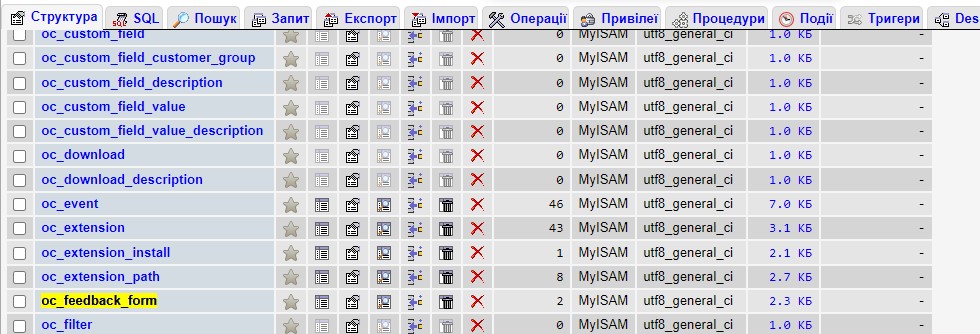 Структура SQL Пошук Запит Експорт Імпорт Операції Привілеї Процедури Події Тригери Des
oc_custom_field 0 MyISAM utf8_general_ci 1.0 КБ -
oc_custom_field_customer_group 0 MyISAM utf8_general_ci 1.0 КБ -
oc_custom_field_description 0 MyISAM utf8_general_ci 1.0 КБ -
oc_custom_field_value 0 MyISAM utf8_general_ci 1.0 КБ -
oc_custom_field_value_description 0 MyISAM utf8_general_ci 1.0 КБ -
oc_download 0 MyISAM utf8_general_ci 1.0 КБ -
oc_download_description 0 MyISAM utf8_general_ci 1.0 КБ -
oc_event 46 MyISAM utf8_general_ci 7.0 КБ -
oc_extension 43 MyISAM utf8_general_ci 3.1 КБ -
oc_extension_install 1 MyISAM utf8_general_ci 2.1 КБ -
oc_extension_path 8 MyISAM utf8_general_ci 2.7 КБ -
oc_feedback_form 2 MyISAM utf8_general_ci 2.3 КБ -
oc_filter 0 MyISAM utf8_general_ci 1.0 КБ -